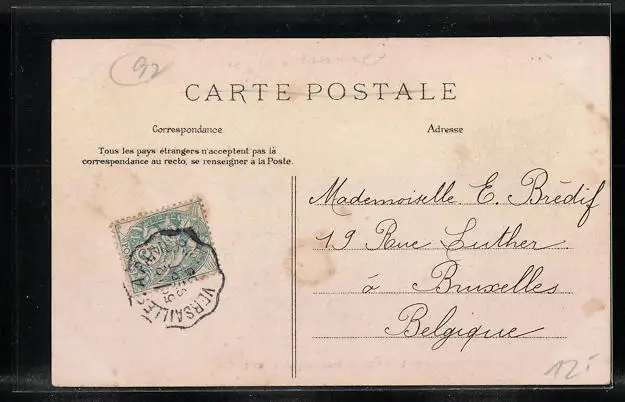 92
CARTE POSTALE
Correspondance
Adresse
Tous les pays étrangers n'acceptent pas la
correspondance au recto, se renseigner à la Poste.
Mademoiselle E. Brédif
19 Rue Luther.
à Bruxelles
Belgique
VERSAILLES
12